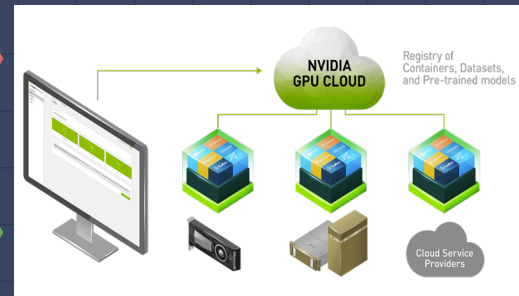 NVIDIA
GPU CLOUD
Registry of
Containers, Datasets,
and Pre-trained models
Cloud Service
Providers